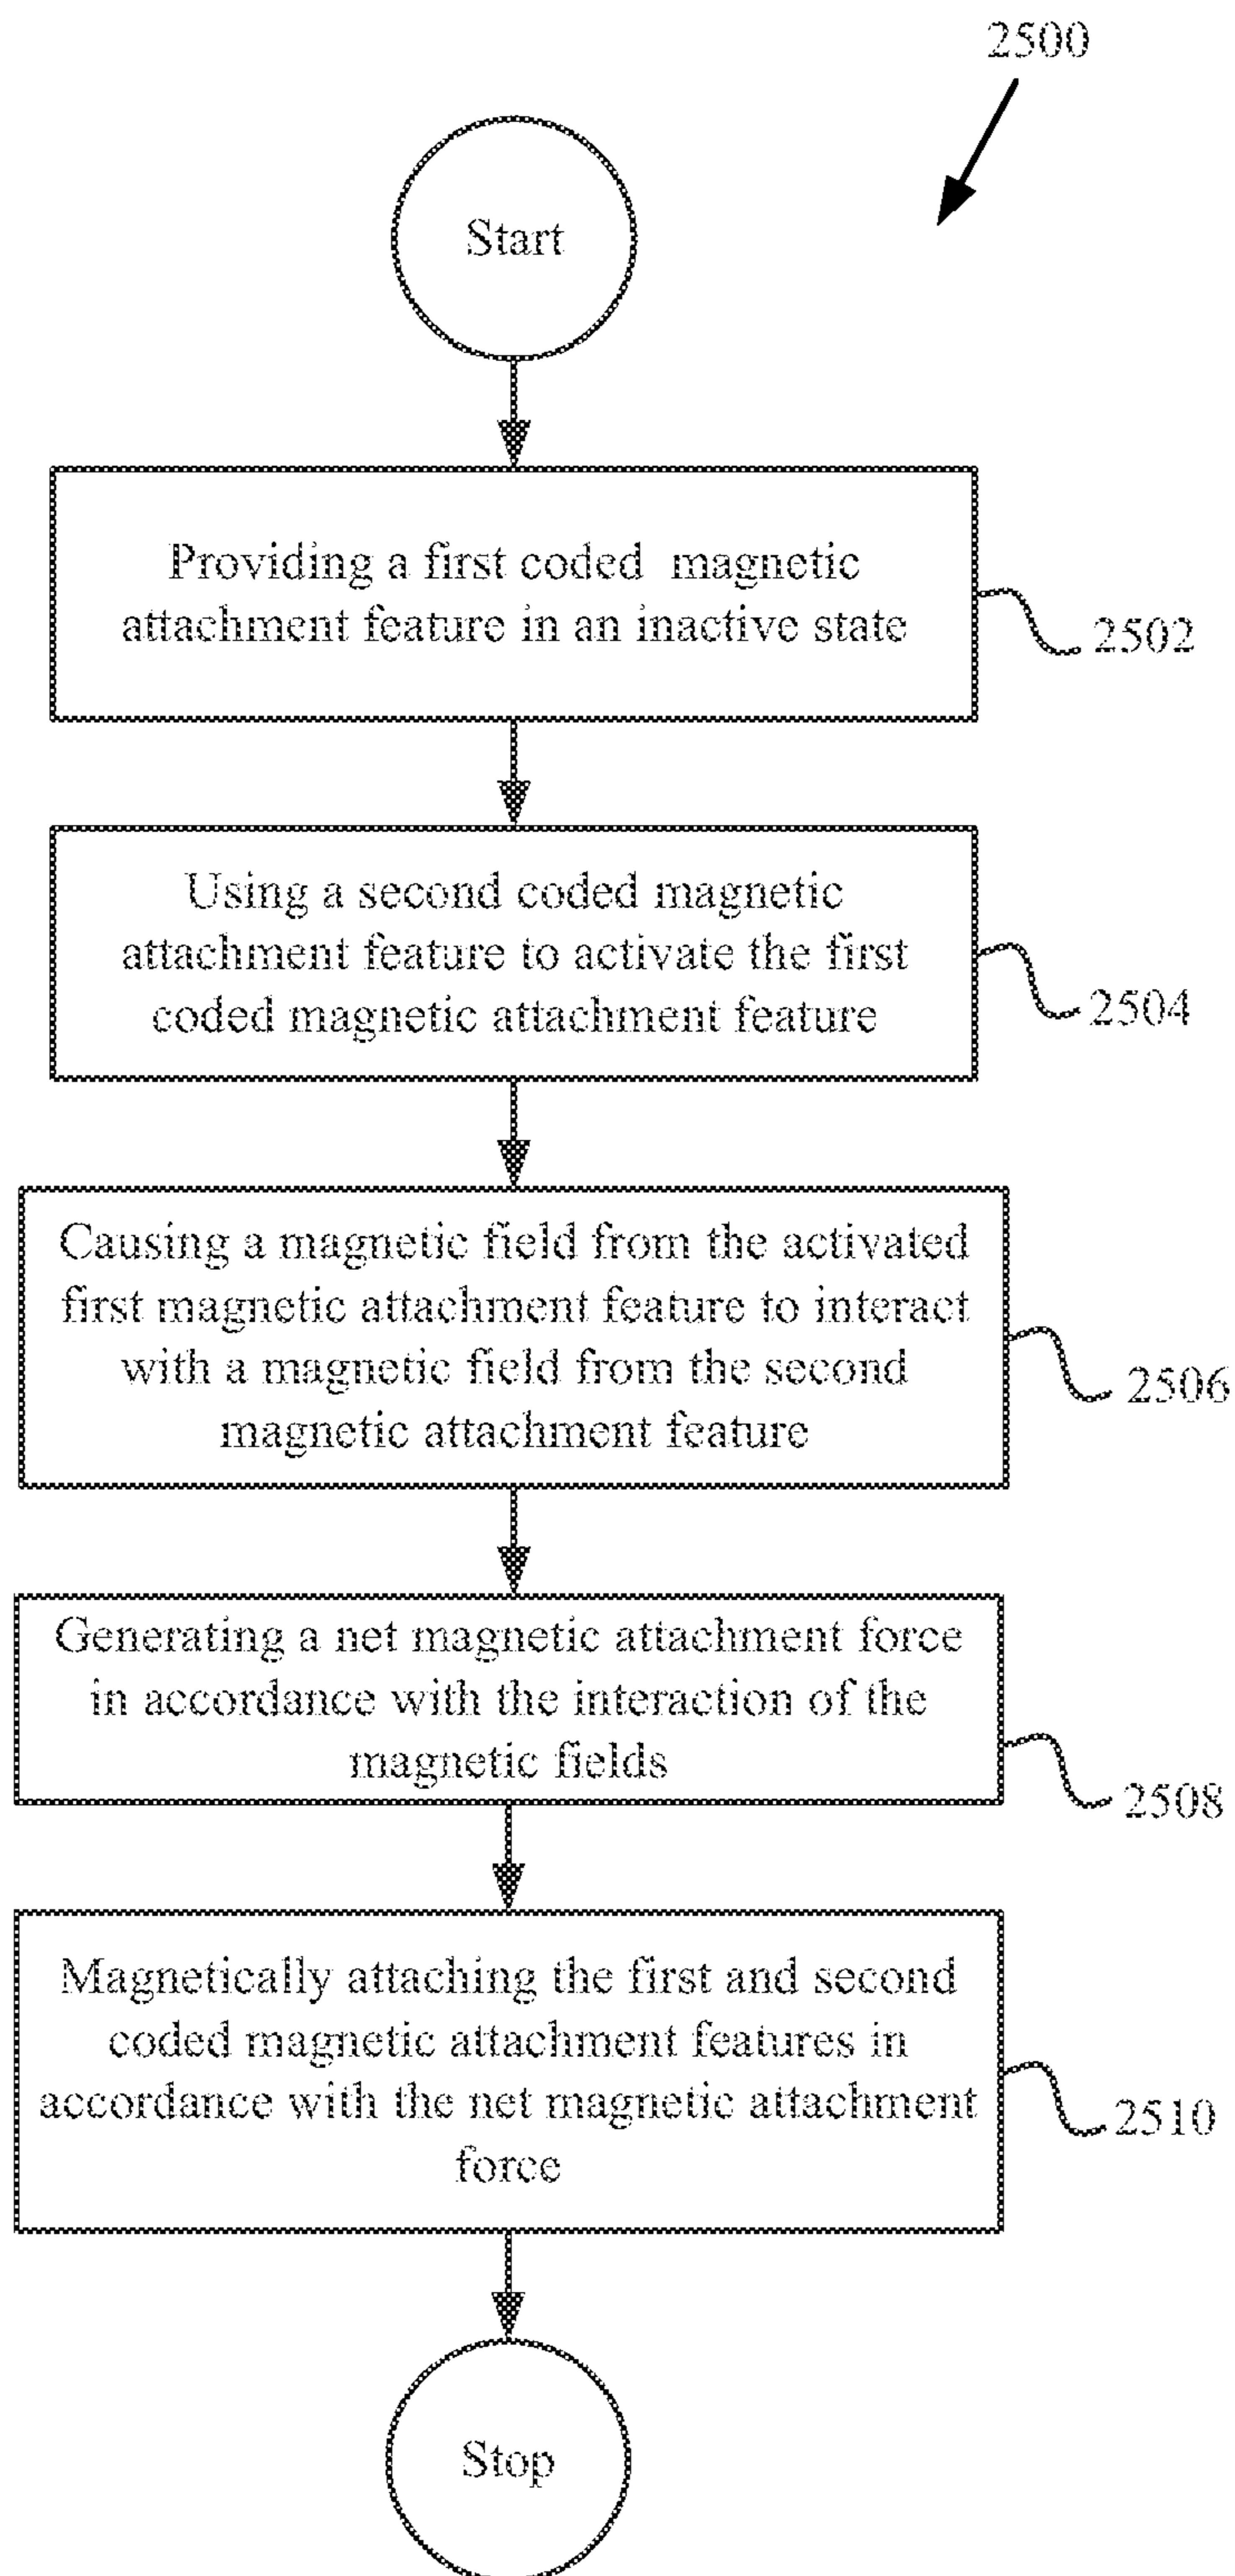 2500
Start
Providing a first coded magnetic
attachment feature in an inactive state
2502
Using a second coded magnetic
attachment feature to activate the first
coded magnetic attachment feature
2504
Causing a magnetic field from the activated
first magnetic attachment feature to interact
with a magnetic field from the second
magnetic attachment feature
2506
Generating a net magnetic attachment force
in accordance with the interaction of the
magnetic fields
2508
Magnetically attaching the first and second
coded magnetic attachment features in
accordance with the net magnetic attachment
force
2510
Stop